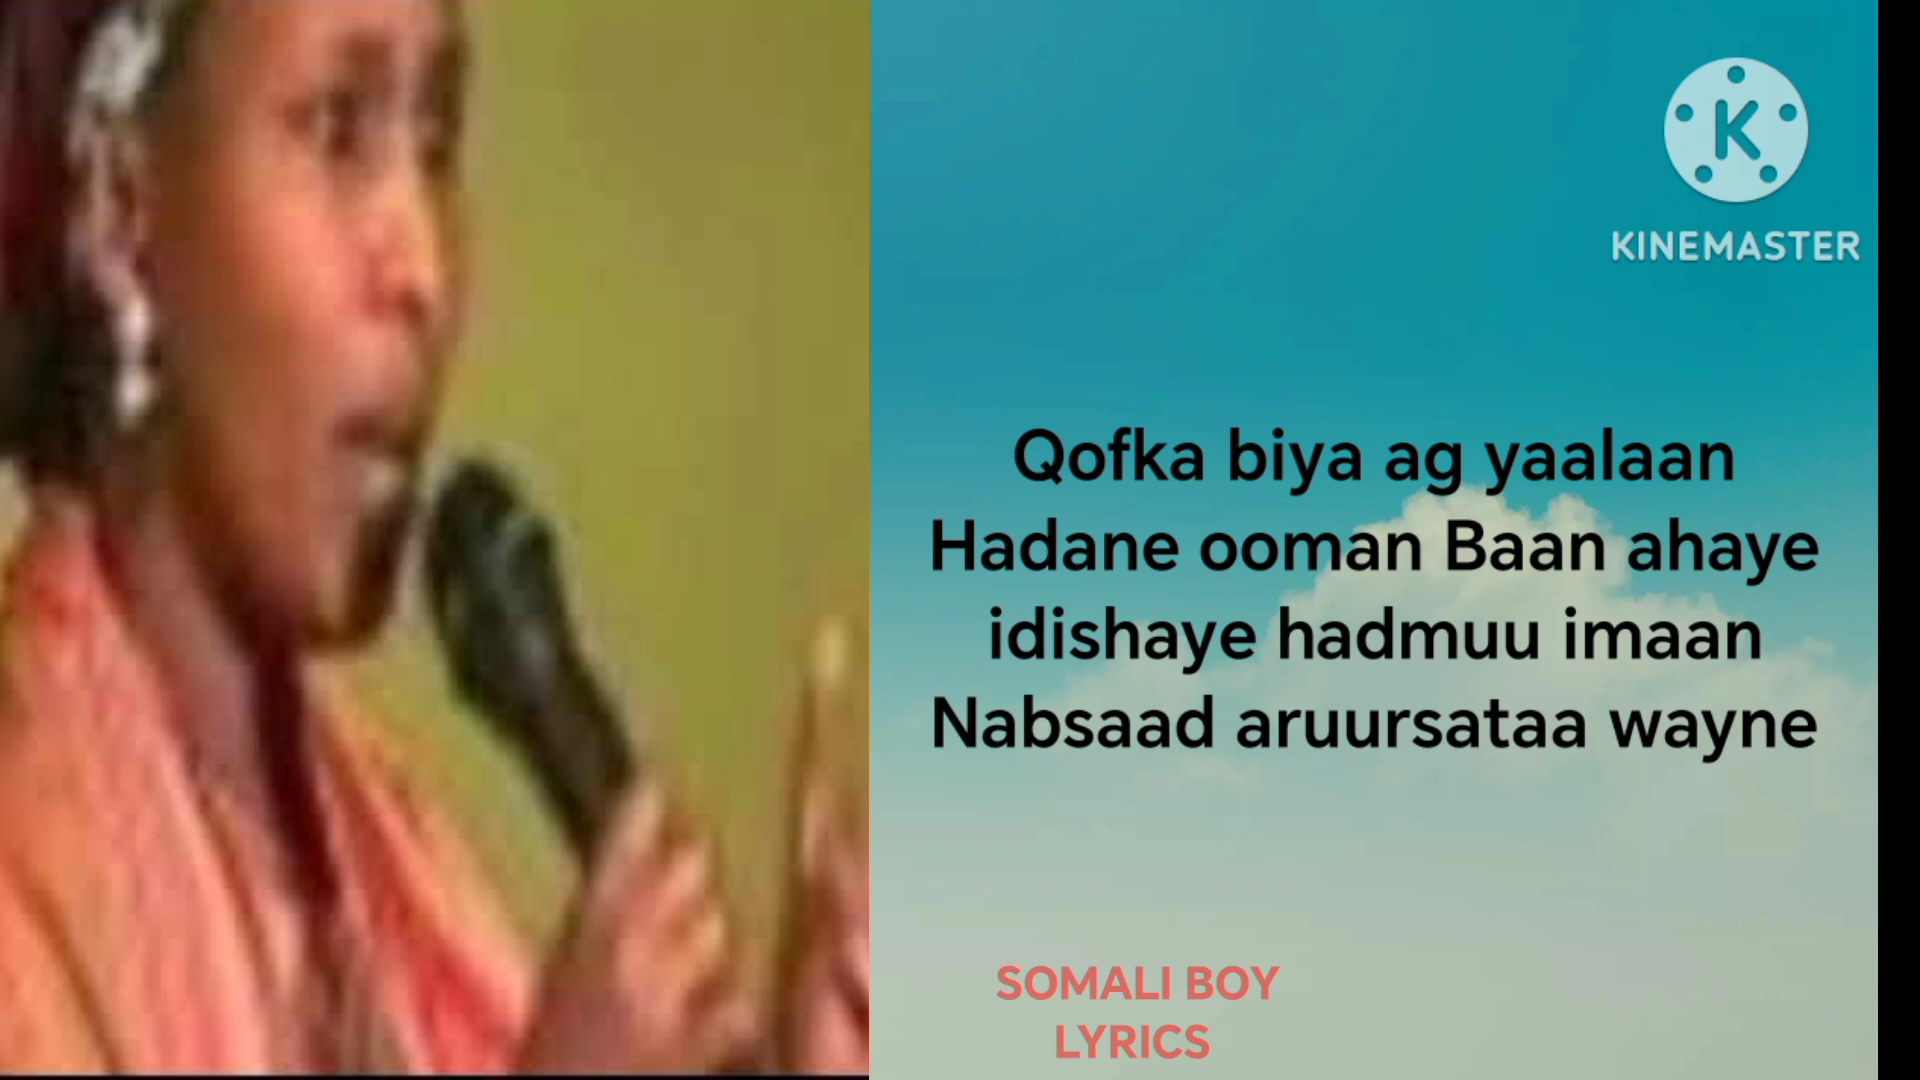 K
KINEMASTER
Qofka biya ag yaalaan
Hadane ooman Baan ahaye
idishaye hadmuu imaan
Nabsaad aruursataa wayne
SOMALI BOY
LYRICS